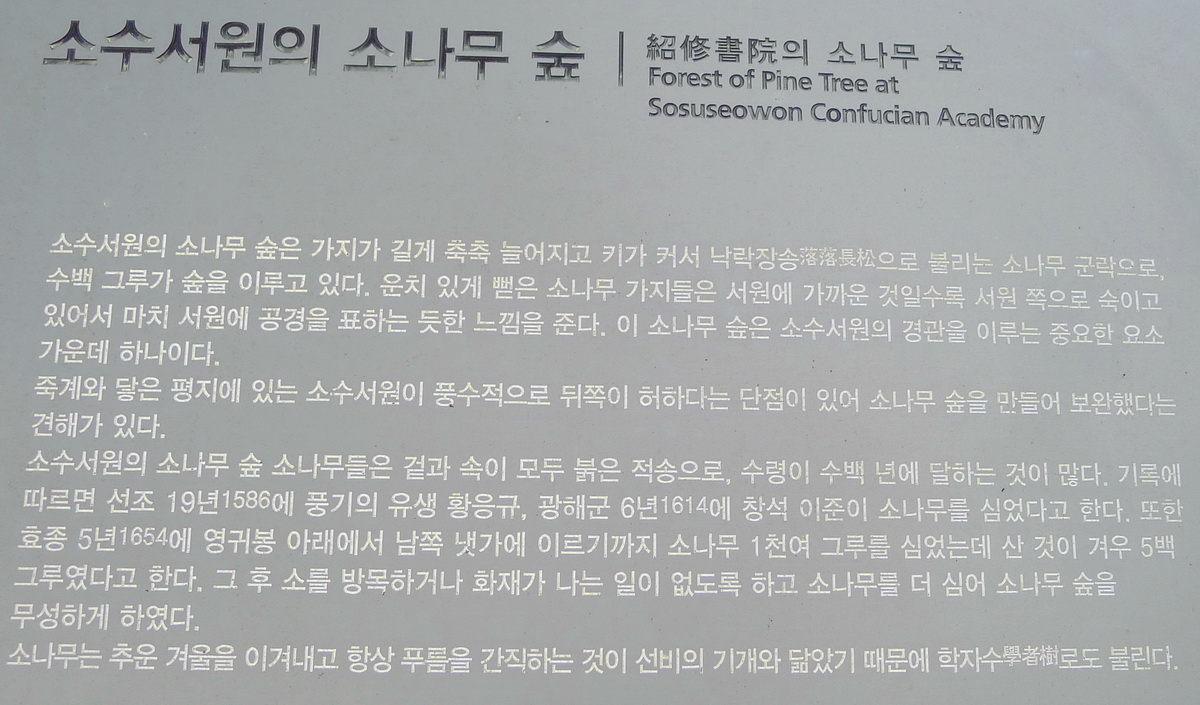 소수서원의 소나무 숲
紹修書院의 소나무 숲
Forest of Pine Tree at
Sosuseowon Confucian Academy
소수서원의 소나무 숲은 가지가 길게 축축 늘어지고 키가 커서 낙락장송落落長松으로 불리는 소나무 군락으로,
수백 그루가 숲을 이루고 있다. 운치 있게 뻗은 소나무 가지들은 서원에 가까운 것일수록 서원 쪽으로 숙이고
있어서 마치 서원에 공경을 표하는 듯한 느낌을 준다. 이 소나무 숲은 소수서원의 경관을 이루는 중요한 요소
가운데 하나이다.
죽계와 닿은 평지에 있는 소수서원이 풍수적으로 뒤쪽이 허하다는 단점이 있어 소나무 숲을 만들어 보완했다는
견해가 있다.
소수서원의 소나무 숲 소나무들은 겉과 속이 모두 붉은 적송으로, 수령이 수백 년에 달하는 것이 많다. 기록에
따르면 선조 19년1586에 풍기의 유생 황응규, 광해군 6년1614에 창석 이준이 소나무를 심었다고 한다. 또한
효종 5년1654에 영귀봉 아래에서 남쪽 냇가에 이르기까지 소나무 1천여 그루를 심었는데 산 것이 겨우 5백
그루였다고 한다. 그 후 소를 방목하거나 화재가 나는 일이 없도록 하고 소나무를 더 심어 소나무 숲을
무성하게 하였다.
소나무는 추운 겨울을 이겨내고 항상 푸름을 간직하는 것이 선비의 기개와 닮았기 때문에 학자수學者樹로도 불린다.